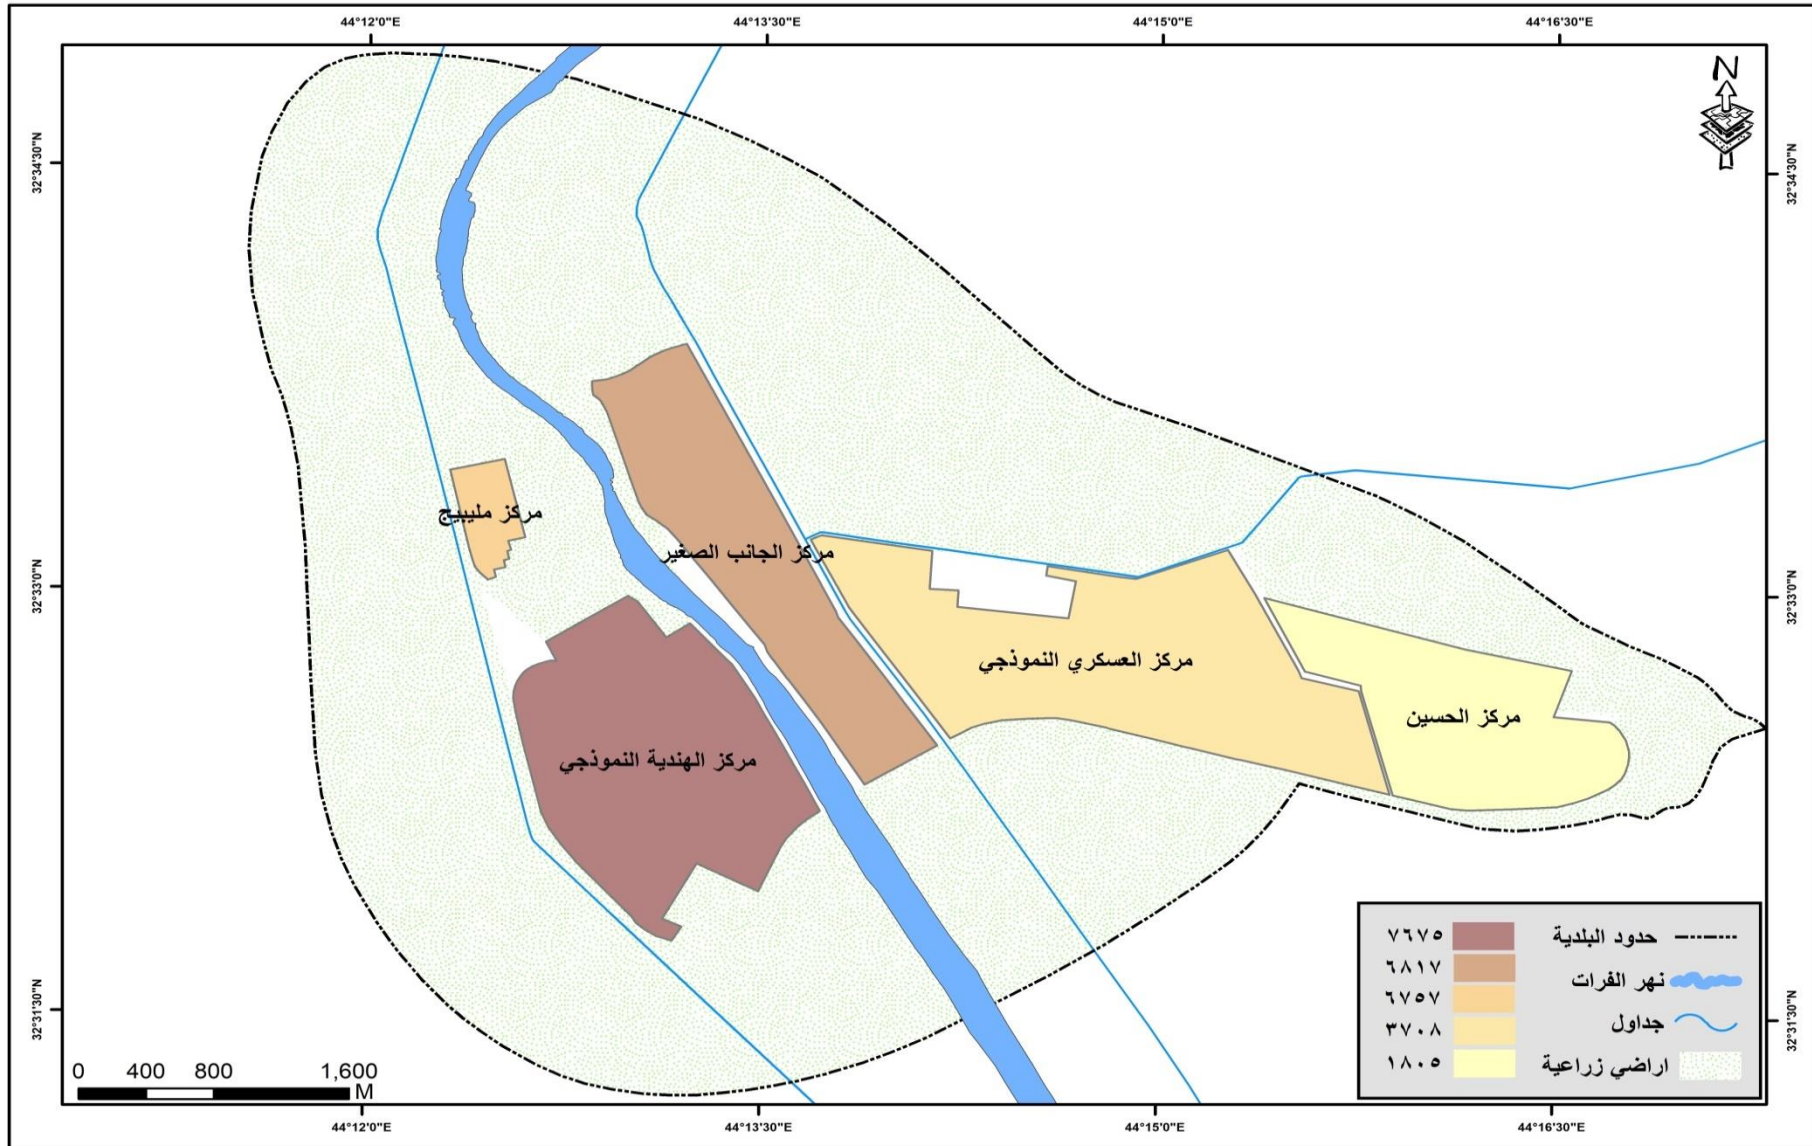 44°12'0"E
44°13'30"E
44°15'0"E
44°16'30"E
N
32°34'30"N
32°34'30"N
مركز مليبيج
مركز الجانب الصغير
32°33'0"N
32°33'0"N
مركز العسكري النموذجي
مركز الحسين
مركز الهندية النموذجي
حدود البلدية
نهر الفرات
جداول
اراضي زراعية
٧٦٧٥
٦٨١٧
٦٧٥٧
٣٧٠٨
١٨٠٥
32°31'30"N
32°31'30"N
0 400 800 1,600
M
44°12'0"E
44°13'30"E
44°15'0"E
44°16'30"E